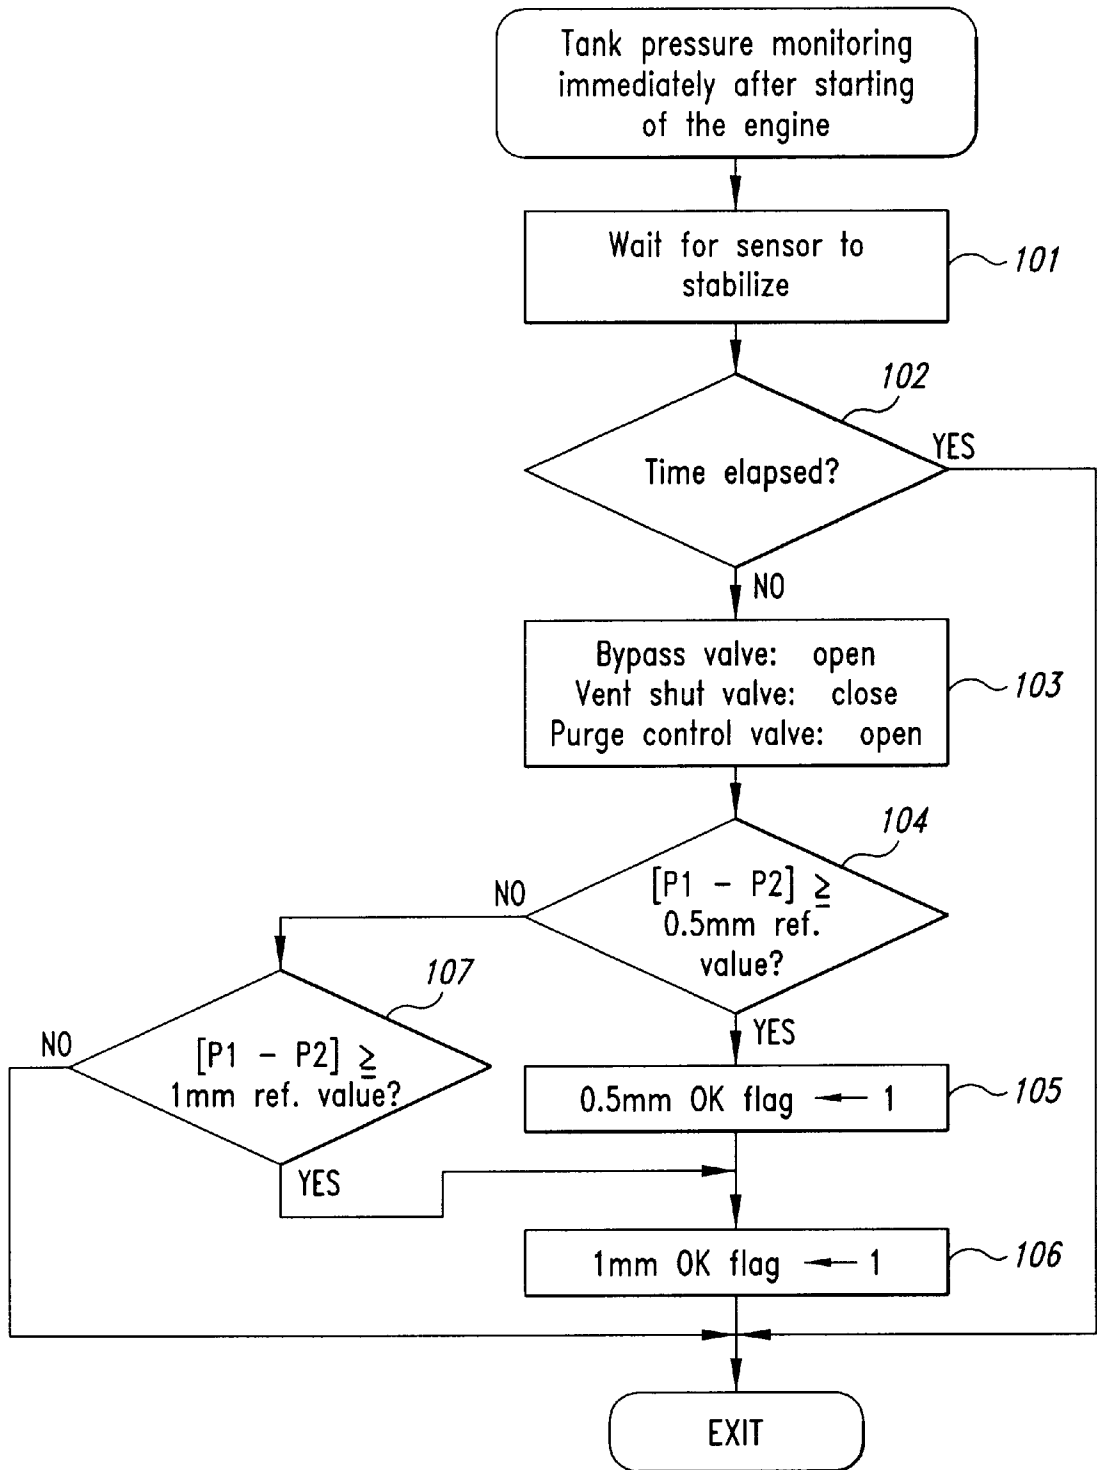 Tank pressure monitoring
immediately after starting
of the engine
Wait for sensor to
stabilize
101
102
Time elapsed?
YES
NO
Bypass valve: open
Vent shut valve: close
Purge control valve: open
103
104
[P1 - P2] ≧
0.5mm ref.
value?
NO
YES
107
[P1 - P2] ≧
1mm ref. value?
NO
YES
0.5mm OK flag ← 1
105
1mm OK flag ← 1
106
EXIT